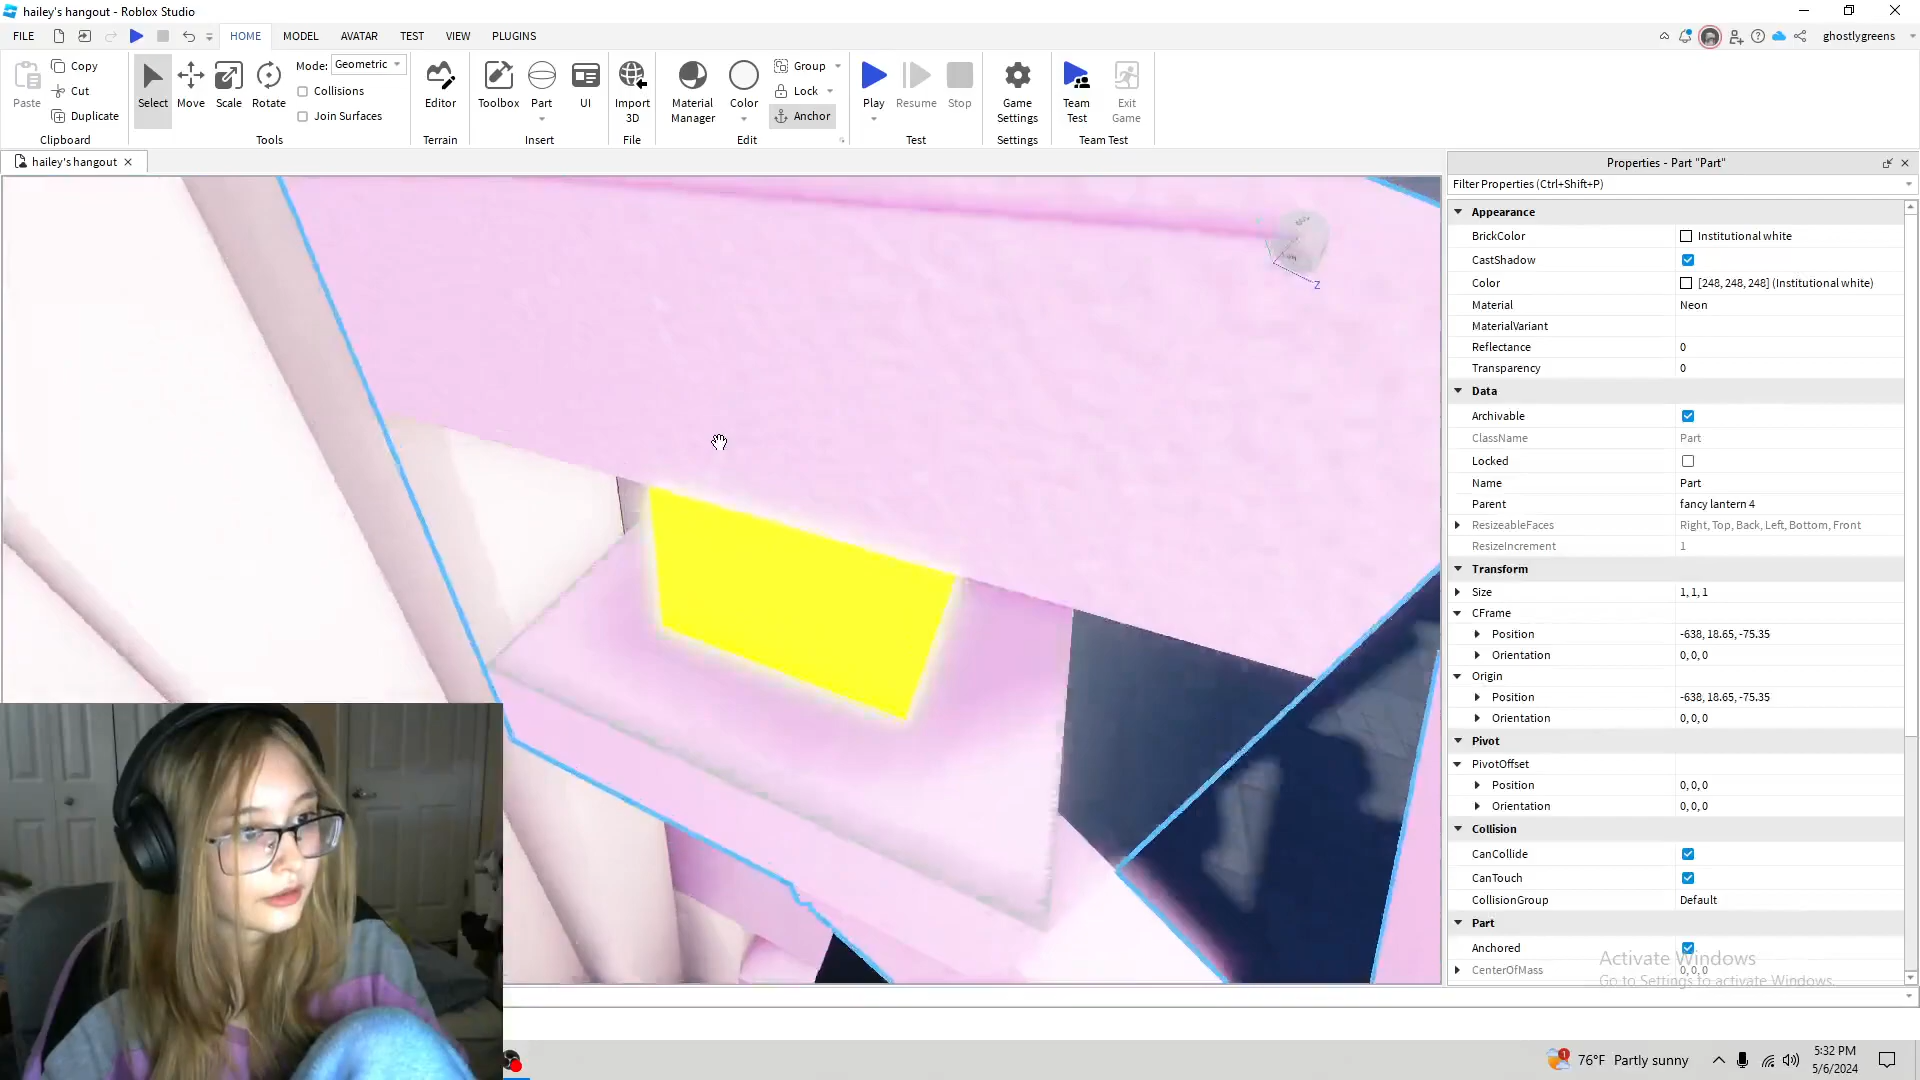 hailey's hangout - Roblox Studio
FILE HOME MODEL AVATAR TEST VIEW PLUGINS ghostlygreens
Paste Copy Cut Duplicate Clipboard
Select Move Scale Rotate Mode: Geometric Collisions Join Surfaces Tools
Editor Terrain
Toolbox Part UI Insert
Import 3D File
Material Manager Color Group Lock Anchor Edit
Play Resume Stop Test
Game Settings Settings
Team Test Exit Game Team Test
hailey's hangout
Z
Properties - Part "Part"
Filter Properties (Ctrl+Shift+P)
Appearance
BrickColor Institutional white
CastShadow
Color [248, 248, 248] (Institutional white)
Material Neon
MaterialVariant
Reflectance 0
Transparency 0
Data
Archivable
ClassName Part
Locked
Name Part
Parent fancy lantern 4
ResizeableFaces Right, Top, Back, Left, Bottom, Front
ResizeIncrement 1
Transform
Size 1, 1, 1
CFrame
Position -638, 18.65, -75.35
Orientation 0, 0, 0
Origin
Position -638, 18.65, -75.35
Orientation 0, 0, 0
Pivot
PivotOffset
Position 0, 0, 0
Orientation 0, 0, 0
Collision
CanCollide
CanTouch
CollisionGroup Default
Part
Anchored
CenterOfMass 0, 0, 0
Activate Windows
Go to Settings to activate Windows.
1 76°F Partly sunny 5:32 PM
5/6/2024